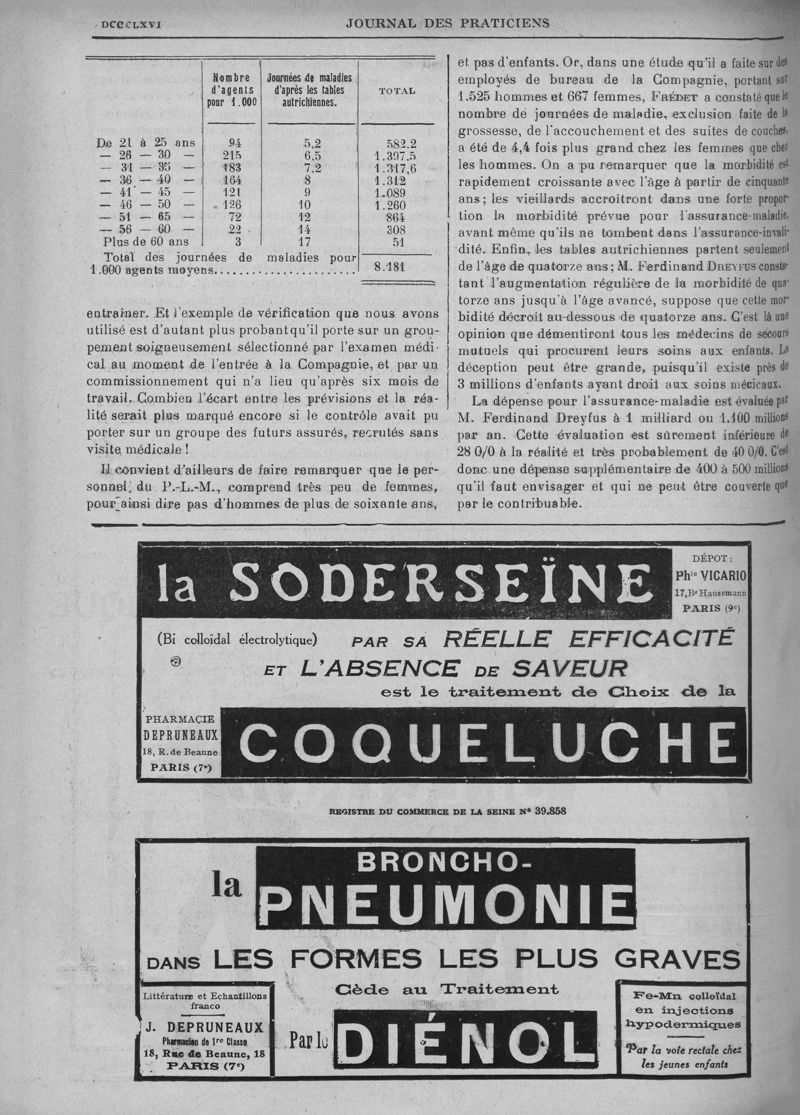 DCCCLXVI
JOURNAL DES PRATICIENS
Nombre d'agents pour 1.000 | Journées de maladies d'après les tables autrichiennes. | TOTAL
De 21 à 25 ans 94 5,2 582.2
— 26 — 30 — 215 6,5 1.397,5
— 31 — 35 — 183 7,2 1.317,6
— 36 — 40 — 164 8 1.312
— 41 — 45 — 121 9 1.089
— 46 — 50 — 126 10 1.260
— 51 — 65 — 72 12 864
— 56 — 60 — 22 14 308
Plus de 60 ans 3 17 51
Total des journées de maladies pour
1.000 agents moyens........................ 8.181
entraîner. Et l'exemple de vérification que nous avons
utilisé est d'autant plus probant qu'il porte sur un grou-
pement soigneusement sélectionné par l'examen médi-
cal au moment de l'entrée à la Compagnie, et par un
commissionnement qui n'a lieu qu'après six mois de
travail. Combien l'écart entre les prévisions et la réa-
lité serait plus marqué encore si le contrôle avait pu
porter sur un groupe des futurs assurés, recrutés sans
visite médicale !
Il convient d'ailleurs de faire remarquer que le per-
sonnel du P.-L.-M., comprend très peu de femmes,
pour ainsi dire pas d'hommes de plus de soixante ans,
et pas d'enfants. Or, dans une étude qu'il a faite sur des
employés de bureau de la Compagnie, portant sur
1.525 hommes et 667 femmes, FRÉDET a constaté que le
nombre de journées de maladie, exclusion faite de la
grossesse, de l'accouchement et des suites de couches,
a été de 4,4 fois plus grand chez les femmes que chez
les hommes. On a pu remarquer que la morbidité est
rapidement croissante avec l'âge à partir de cinquante
ans ; les vieillards accroîtront dans une forte propor-
tion la morbidité prévue pour l'assurance-maladie,
avant même qu'ils ne tombent dans l'assurance-invali-
dité. Enfin, les tables autrichiennes partent seulement
de l'âge de quatorze ans ; M. Ferdinand DREYFUS consta-
tant l'augmentation régulière de la morbidité de qua-
torze ans jusqu'à l'âge avancé, suppose que cette mor-
bidité décroit au-dessous de quatorze ans. C'est là une
opinion que démentiront tous les médecins de secours
mutuels qui procurent leurs soins aux enfants. La
déception peut être grande, puisqu'il existe près de
3 millions d'enfants ayant droit aux soins mécicaux.
La dépense pour l'assurance-maladie est évaluée par
M. Ferdinand Dreyfus à 1 milliard ou 1.100 millions
par an. Cette évaluation est sûrement inférieure de
28 0/0 à la réalité et très probablement de 40 0/0. C'est
donc une dépense supplémentaire de 400 à 500 millions
qu'il faut envisager et qui ne peut être couverte que
par le contribuable.
la SODERSEÏNE
DÉPOT :
Phie VICARIO
17, Bd Haussmann
PARIS (9e)
(Bi colloïdal électrolytique) PAR SA RÉELLE EFFICACITÉ
ET L'ABSENCE DE SAVEUR
est le traitement de Choix de la
PHARMACIE
DEPRUNEAUX
18, R. de Beaune
PARIS (7e)
COQUELUCHE
REGISTRE DU COMMERCE DE LA SEINE No 39.858
la BRONCHO-
PNEUMONIE
DANS LES FORMES LES PLUS GRAVES
Cède au Traitement
Littérature et Echantillons
franco
J. DEPRUNEAUX
Pharmacien de 1re Classe
18, Rue de Beaune, 18
PARIS (7e)
Par le DIÉNOL
Fe-Mn colloïdal
en injections
hypodermiques
Par la voie rectale chez
les jeunes enfants